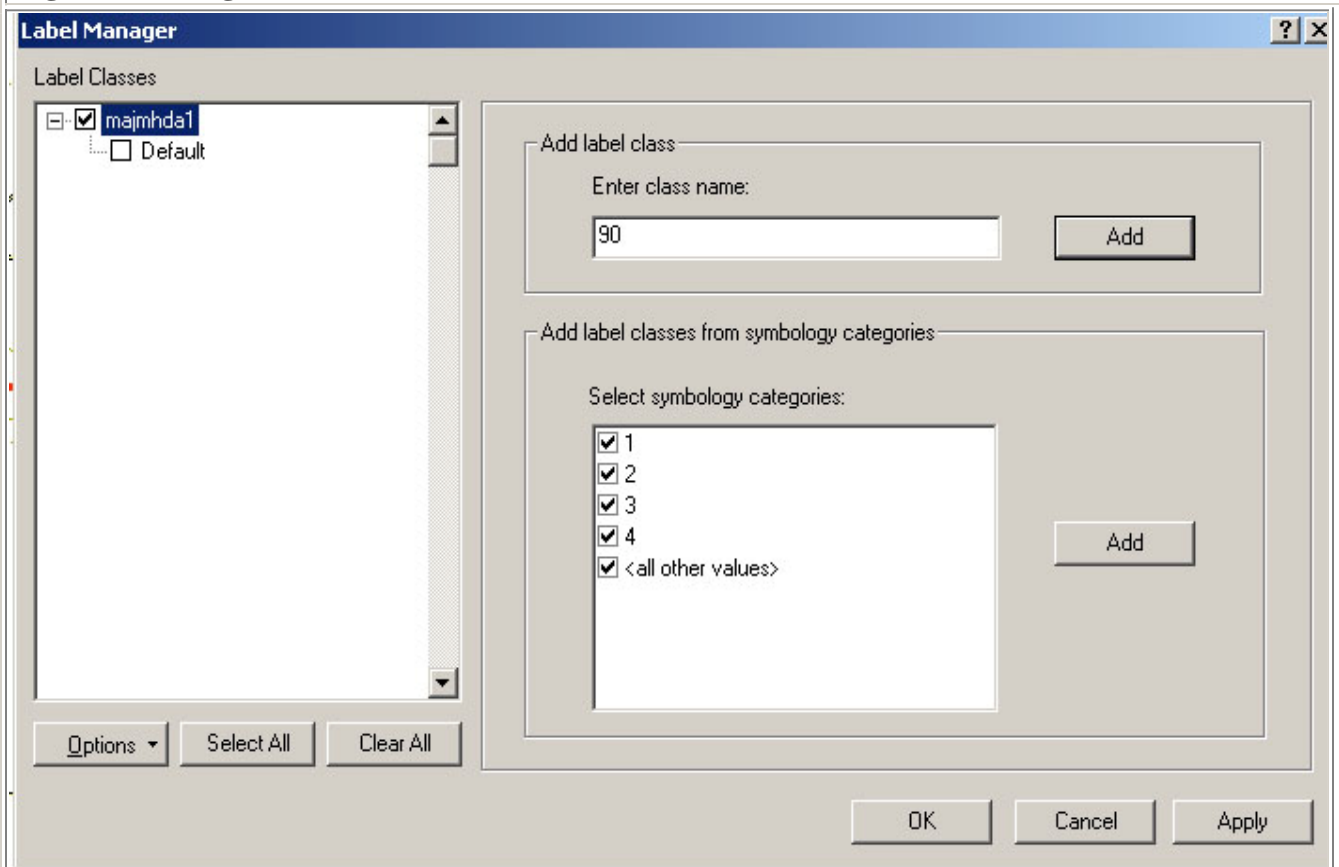 Label Manager
Label Classes
majmhda1
Default
Options
Select All
Clear All
Add label class
Enter class name:
90
Add
Add label classes from symbology categories
Select symbology categories:
1
2
3
4
<all other values>
Add
OK
Cancel
Apply